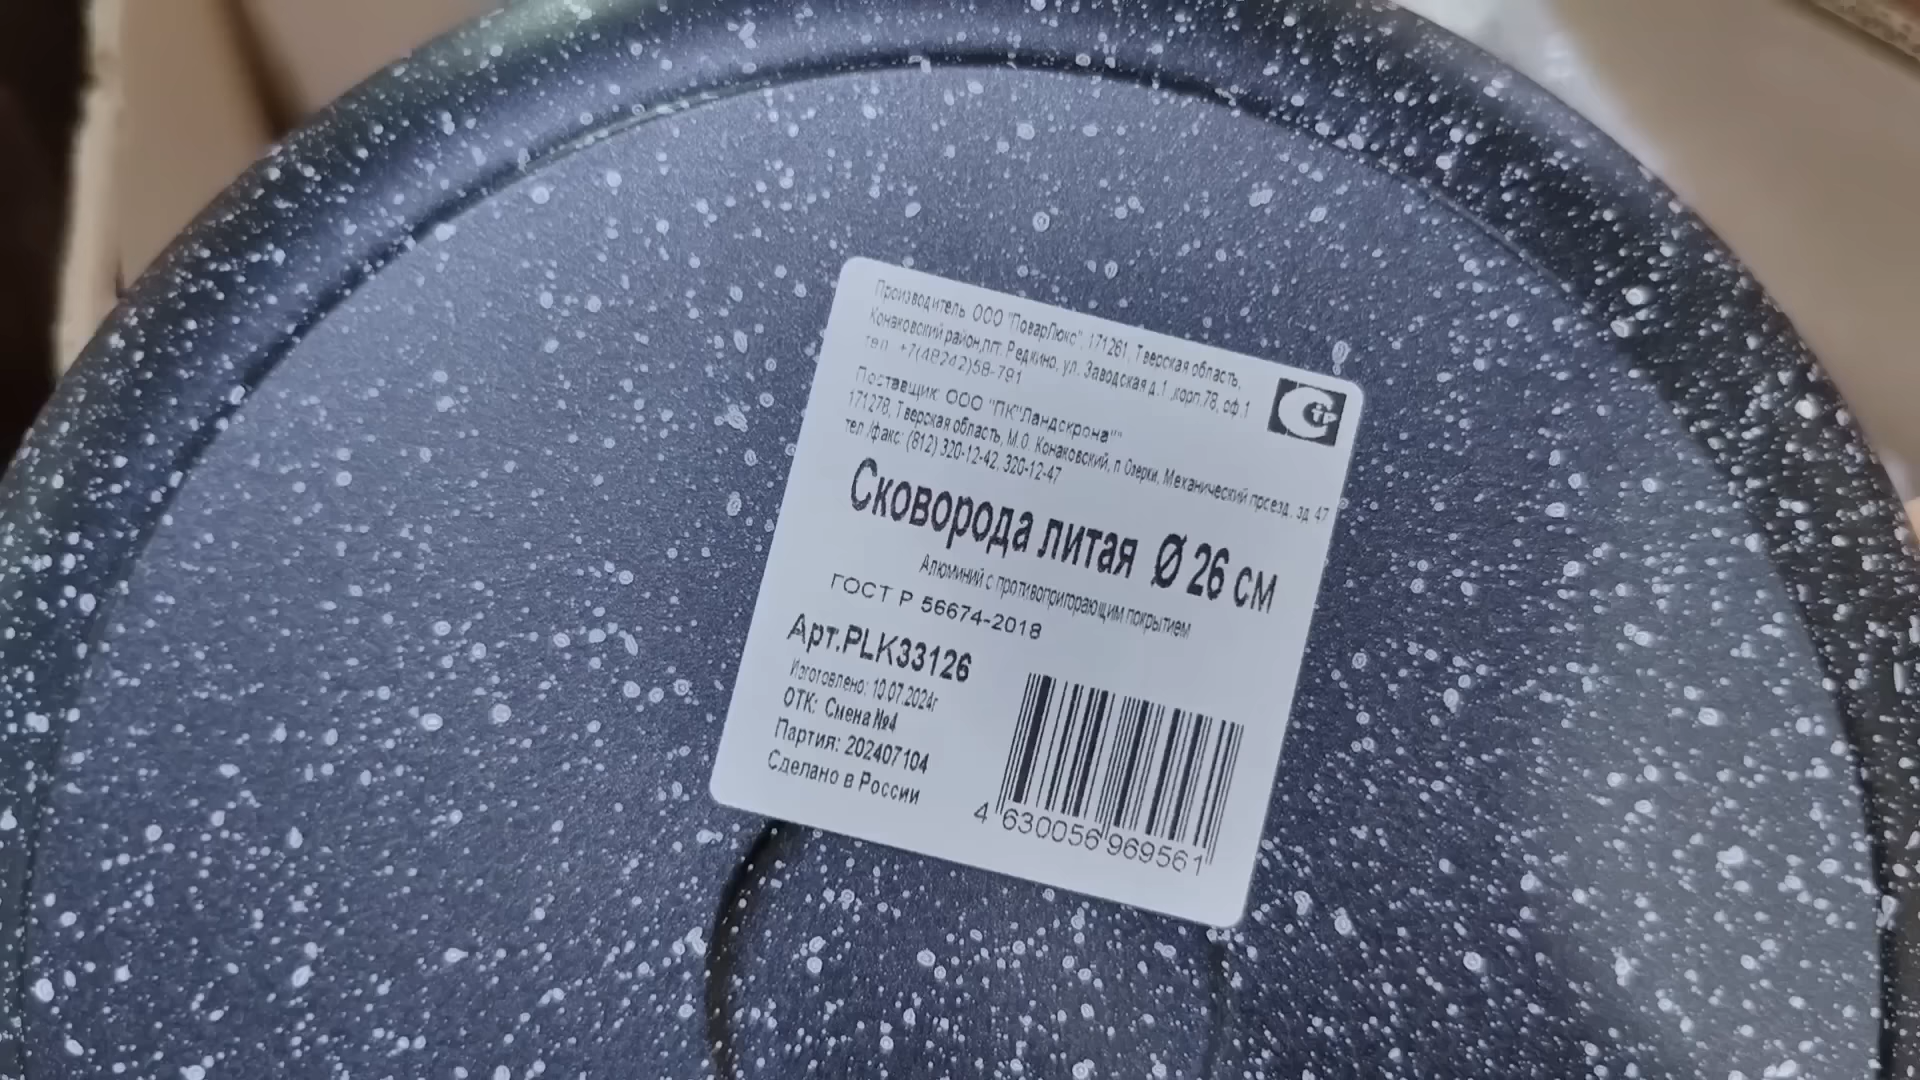 Производитель: ООО "ПоварЛюкс", 171261, Тверская область,
Конаковский район,пгт. Редкино, ул. Заводская д.1 ,корп.78, оф.1
тел.: +7(48242)58-791
Поставщик: ООО "ПК"Ландскрона""
171278, Тверская область, М.О. Конаковский, п Озерки, Механический проезд, зд. 47
тел./факс: (812) 320-12-42, 320-12-47
Сковорода литая Ø 26 см
Алюминий с противопригорающим покрытием
ГОСТ Р 56674-2018
Арт.PLK33126
Изготовлено: 10.07.2024г
ОТК: Смена №4
Партия: 202407104
Сделано в России
4 630056 969561